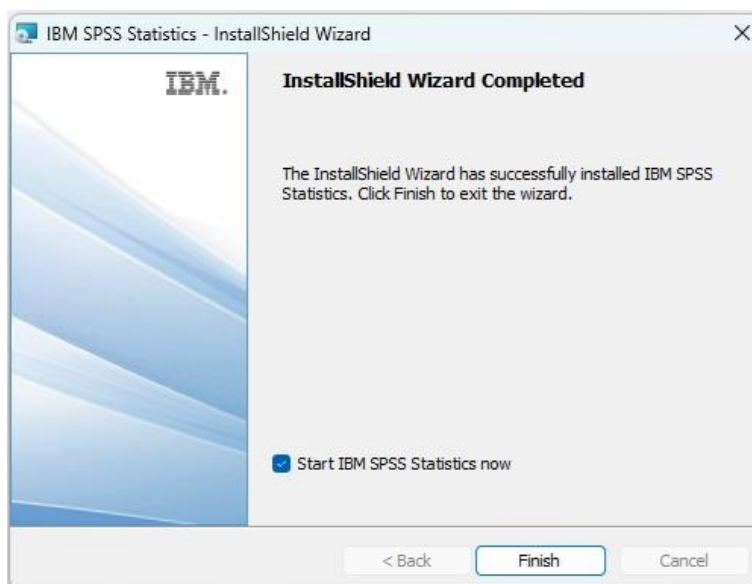 IBM SPSS Statistics - InstallShield Wizard
IBM.
InstallShield Wizard Completed
The InstallShield Wizard has successfully installed IBM SPSS
Statistics. Click Finish to exit the wizard.
Start IBM SPSS Statistics now
< Back
Finish
Cancel